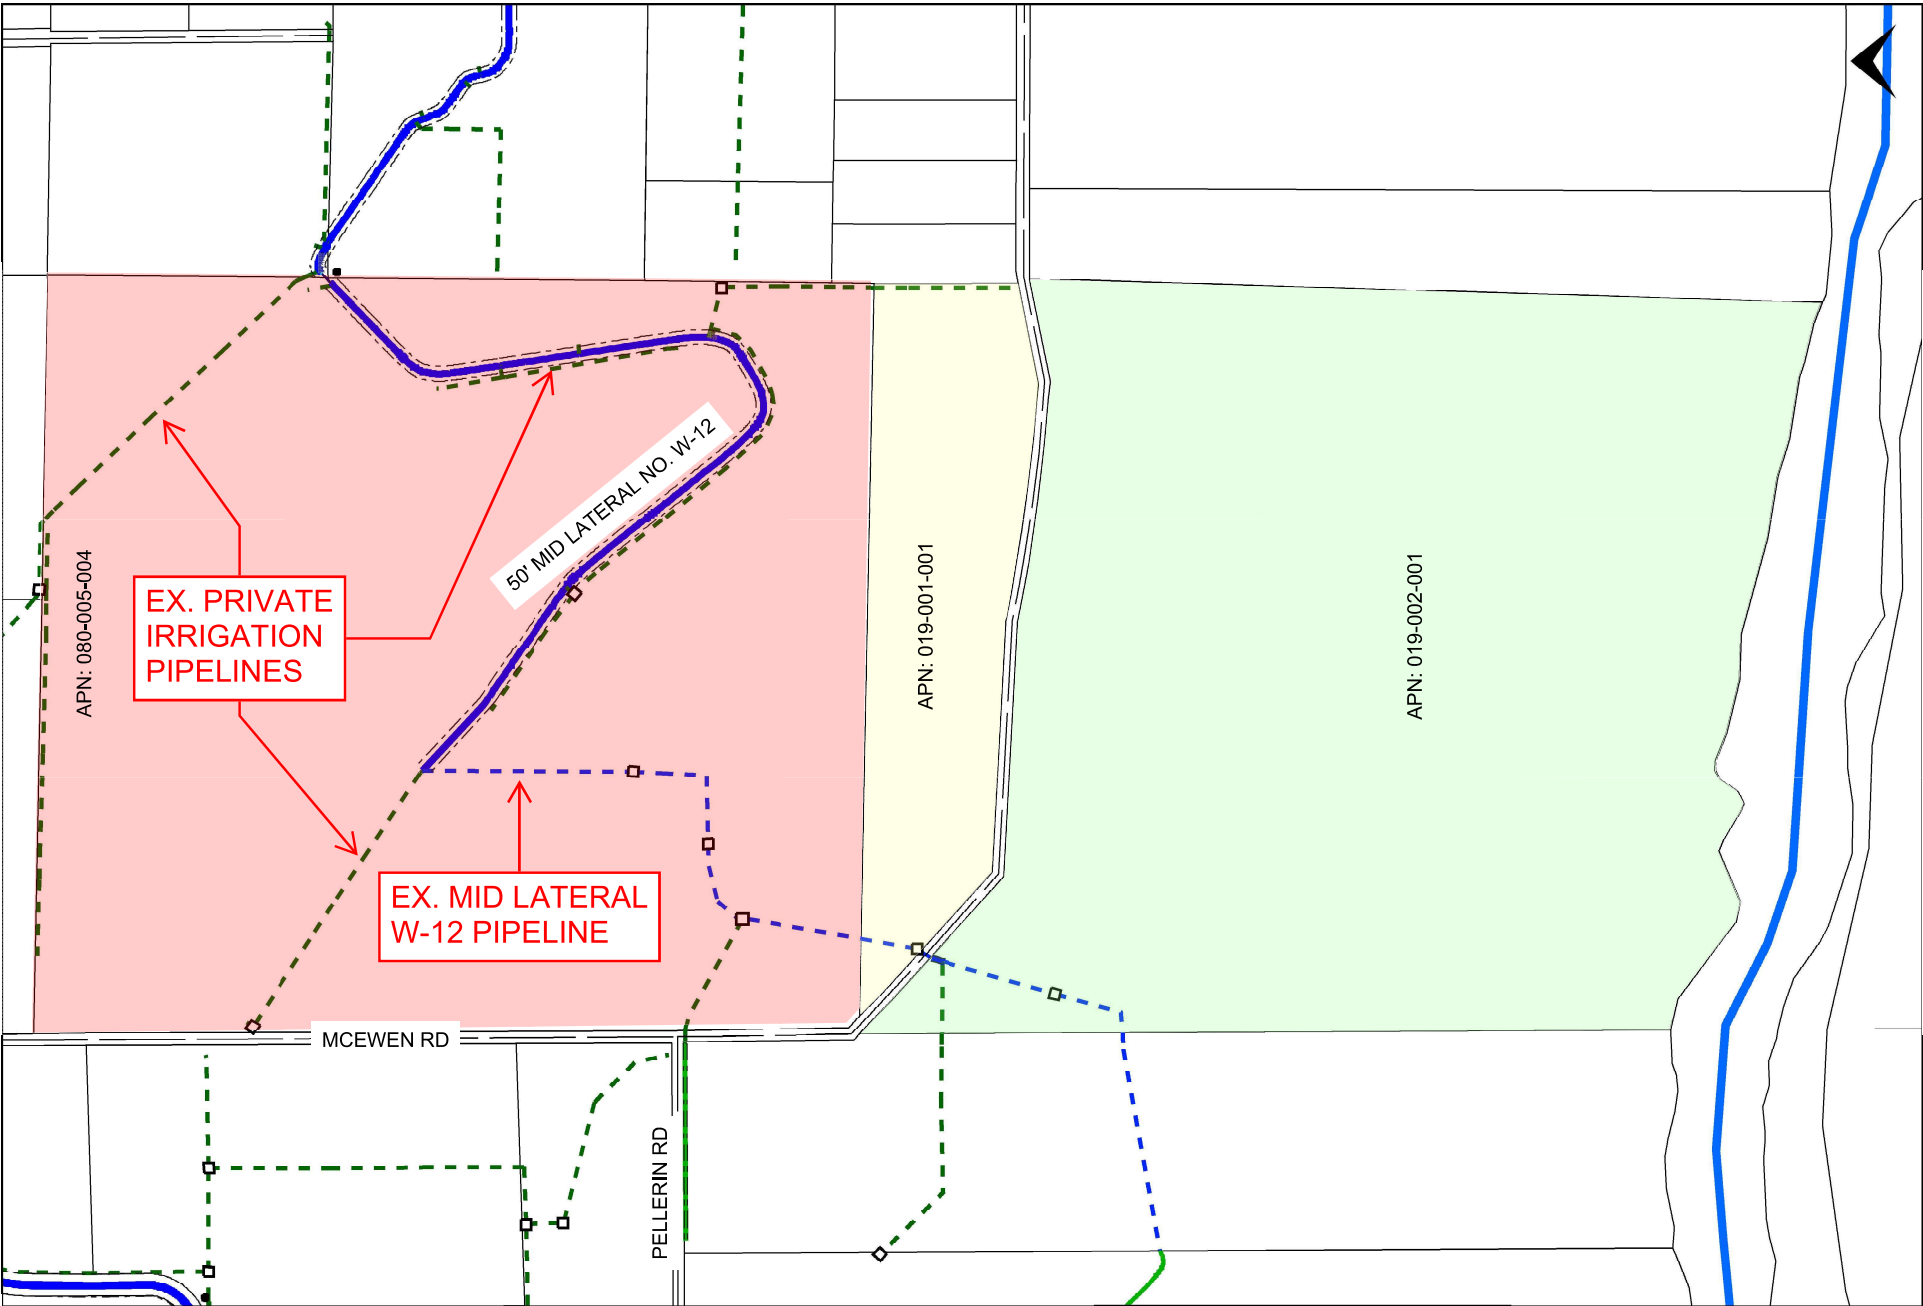 50' MID LATERAL NO. W-12
APN: 080-005-004
EX. PRIVATE
IRRIGATION
PIPELINES
APN: 019-001-001
APN: 019-002-001
EX. MID LATERAL
W-12 PIPELINE
MCEWEN RD
PELLERIN RD